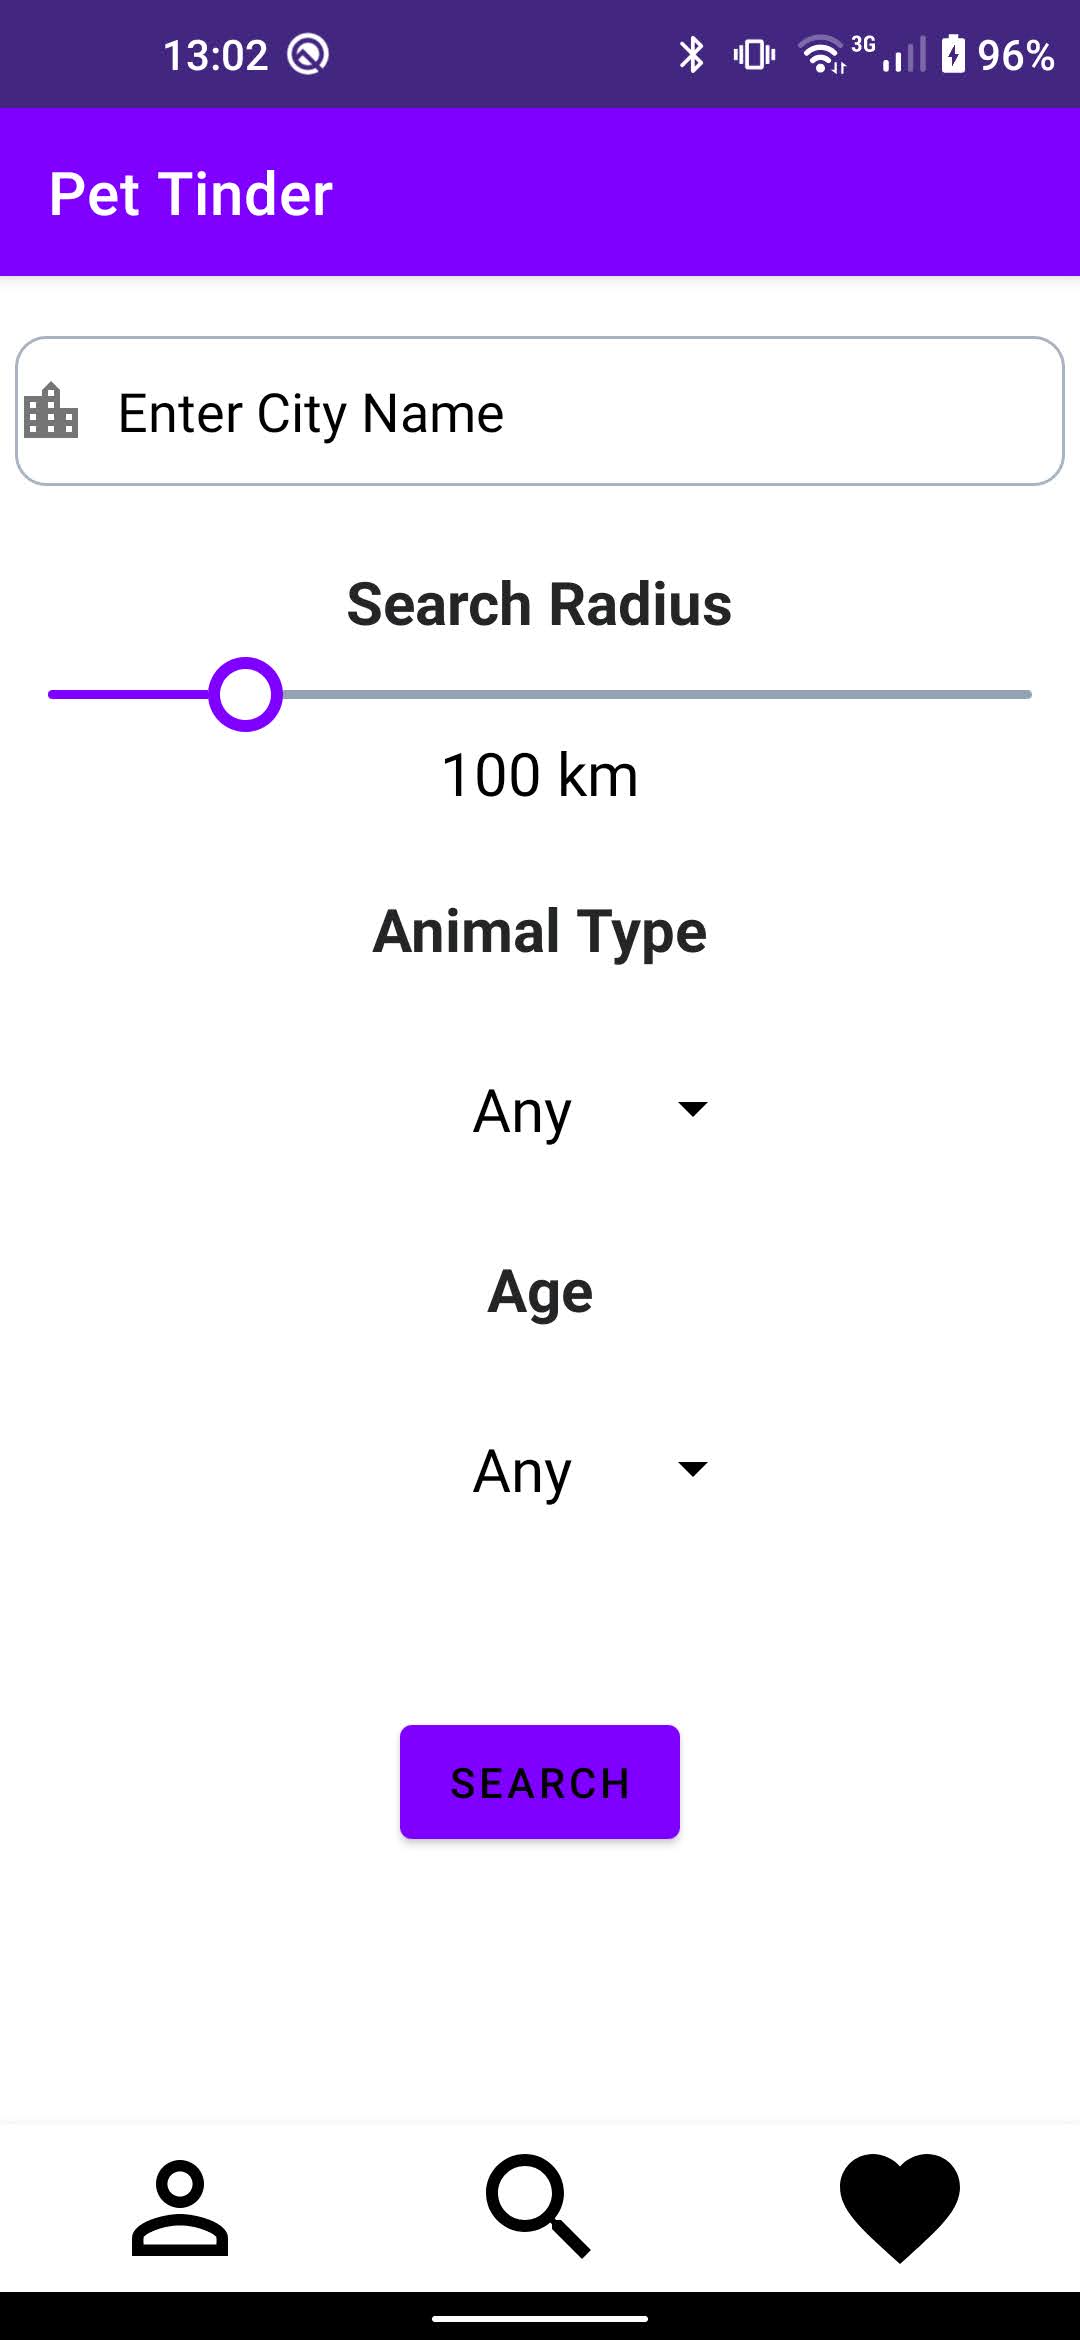 13:02 3G 96%
Pet Tinder
Enter City Name
Search Radius
100 km
Animal Type
Any
Age
Any
SEARCH